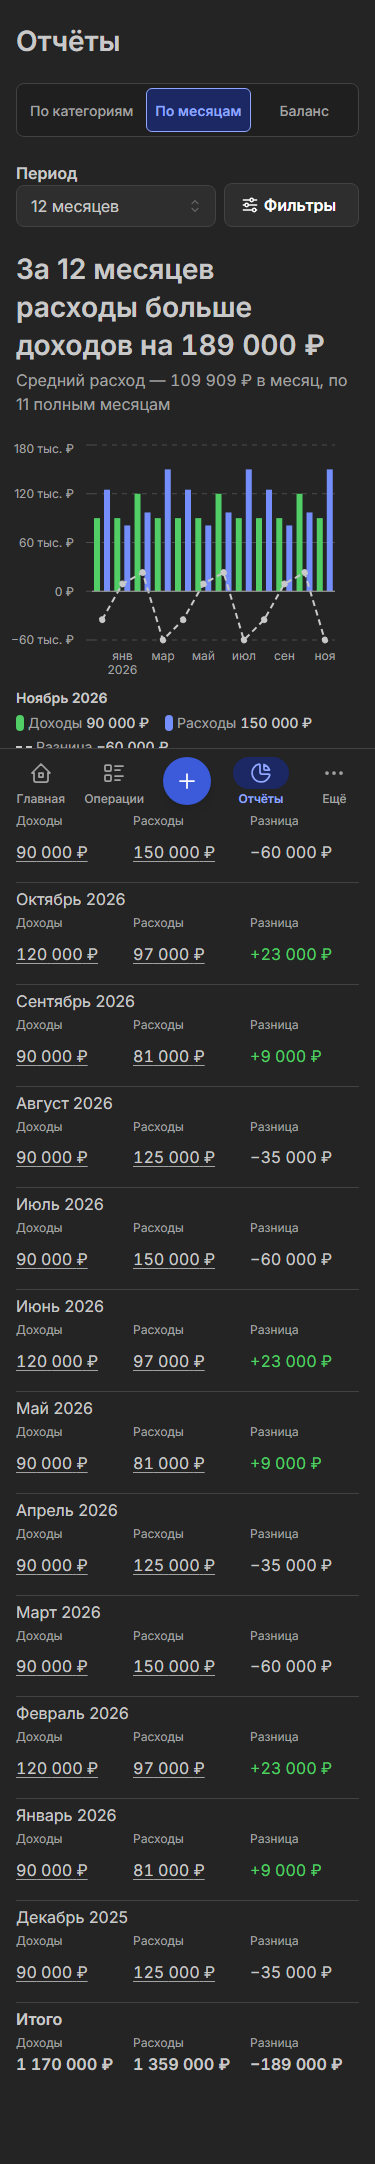 Отчёты
По категориям По месяцам Баланс
Период
12 месяцев Фильтры
За 12 месяцев
расходы больше
доходов на 189 000 ₽
Средний расход — 109 909 ₽ в месяц, по
11 полным месяцам
180 тыс. ₽
120 тыс. ₽
60 тыс. ₽
0 ₽
−60 тыс. ₽
янв мар май июл сен ноя
2026
Ноябрь 2026
Доходы 90 000 ₽ Расходы 150 000 ₽
Разница −60 000 ₽
Главная Операции Отчёты Ещё
Доходы Расходы Разница
90 000 ₽ 150 000 ₽ −60 000 ₽
Октябрь 2026
Доходы Расходы Разница
120 000 ₽ 97 000 ₽ +23 000 ₽
Сентябрь 2026
Доходы Расходы Разница
90 000 ₽ 81 000 ₽ +9 000 ₽
Август 2026
Доходы Расходы Разница
90 000 ₽ 125 000 ₽ −35 000 ₽
Июль 2026
Доходы Расходы Разница
90 000 ₽ 150 000 ₽ −60 000 ₽
Июнь 2026
Доходы Расходы Разница
120 000 ₽ 97 000 ₽ +23 000 ₽
Май 2026
Доходы Расходы Разница
90 000 ₽ 81 000 ₽ +9 000 ₽
Апрель 2026
Доходы Расходы Разница
90 000 ₽ 125 000 ₽ −35 000 ₽
Март 2026
Доходы Расходы Разница
90 000 ₽ 150 000 ₽ −60 000 ₽
Февраль 2026
Доходы Расходы Разница
120 000 ₽ 97 000 ₽ +23 000 ₽
Январь 2026
Доходы Расходы Разница
90 000 ₽ 81 000 ₽ +9 000 ₽
Декабрь 2025
Доходы Расходы Разница
90 000 ₽ 125 000 ₽ −35 000 ₽
Итого
Доходы Расходы Разница
1 170 000 ₽ 1 359 000 ₽ −189 000 ₽